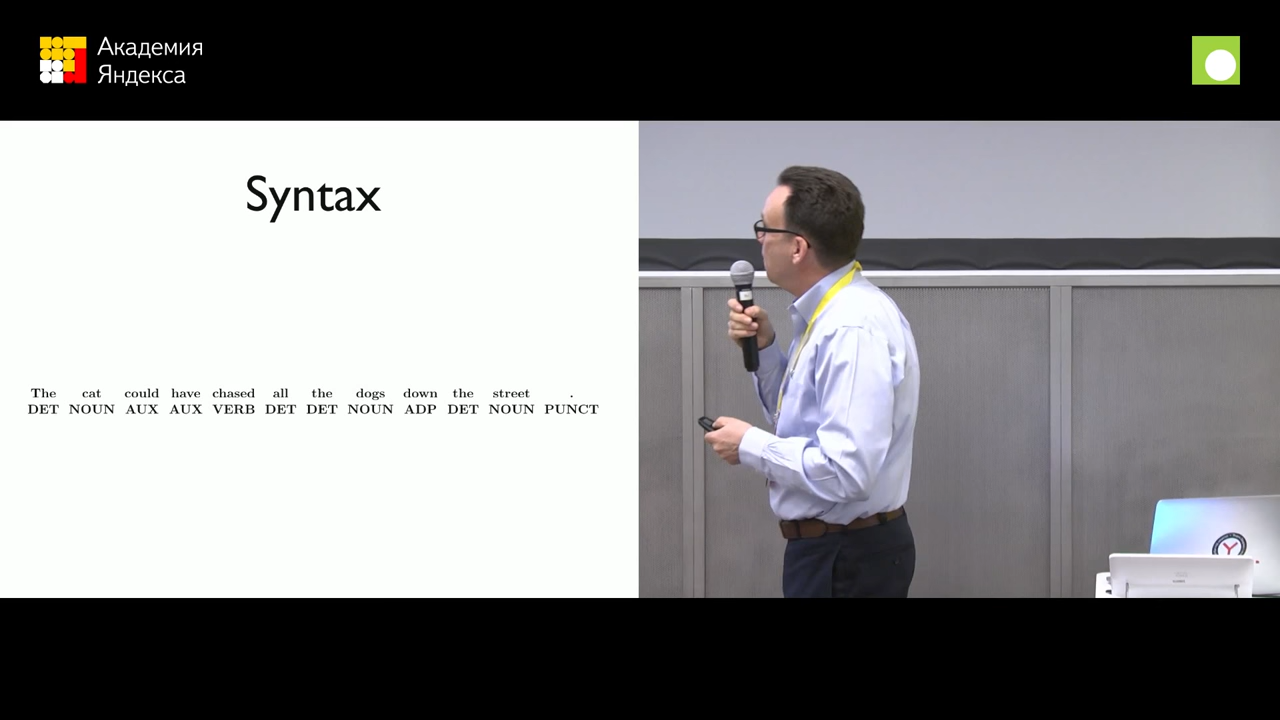 Академия
Яндекса
Syntax
The cat could have chased all the dogs down the street .
DET NOUN AUX AUX VERB DET DET NOUN ADP DET NOUN PUNCT